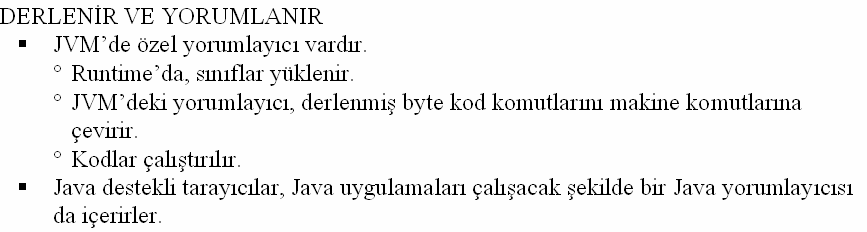 DERLENİR VE YORUMLANIR
▪ JVM’de özel yorumlayıcı vardır.
° Runtime’da, sınıflar yüklenir.
° JVM’deki yorumlayıcı, derlenmiş byte kod komutlarını makine komutlarına
çevirir.
° Kodlar çalıştırılır.
▪ Java destekli tarayıcılar, Java uygulamaları çalışacak şekilde bir Java yorumlayıcısı
da içerirler.